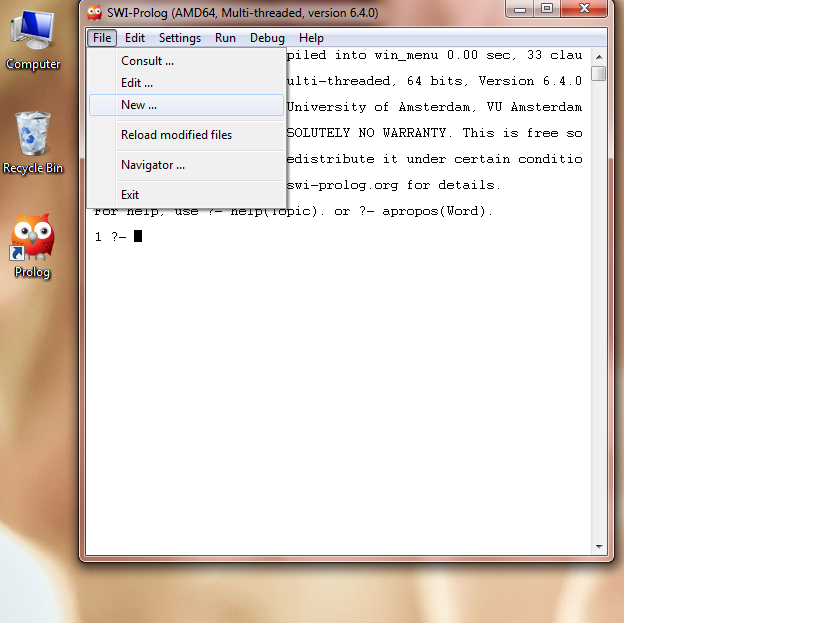 SWI-Prolog (AMD64, Multi-threaded, version 6.4.0)
File Edit Settings Run Debug Help
Computer
Recycle Bin
Prolog
Consult ...
Edit ...
New ...
Reload modified files
Navigator ...
Exit
piled into win_menu 0.00 sec, 33 clau
ulti-threaded, 64 bits, Version 6.4.0
University of Amsterdam, VU Amsterdam
SOLUTELY NO WARRANTY. This is free so
edistribute it under certain conditio
swi-prolog.org for details.
For help, use ?- help(Topic). or ?- apropos(Word).
1 ?-